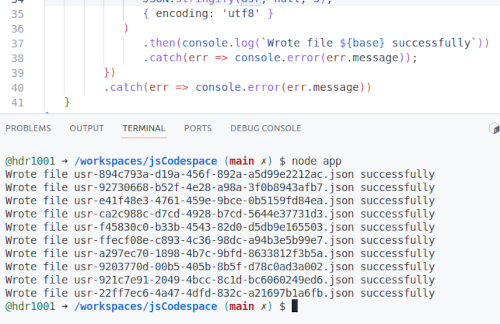 34 JSON.stringify(usr, null, 3),
35 { encoding: 'utf8' }
36 )
37 .then(console.log(`Wrote file ${base} successfully`))
38 .catch(err => console.error(err.message));
39 })
40 .catch(err => console.error(err.message))
41 }
PROBLEMS OUTPUT TERMINAL PORTS DEBUG CONSOLE
@hdr1001 → /workspaces/jsCodespace (main ✗) $ node app
Wrote file usr-894c793a-d19a-456f-892a-a5d99e2212ac.json successfully
Wrote file usr-92730668-b52f-4e28-a98a-3f0b8943afb7.json successfully
Wrote file usr-e41f48e3-4761-459e-9bce-0b5159fd84ea.json successfully
Wrote file usr-ca2c988c-d7cd-4928-b7cd-5644e37731d3.json successfully
Wrote file usr-f45830c0-b33b-4543-82d0-d5db9e165503.json successfully
Wrote file usr-ffecf08e-c893-4c36-98dc-a94b3e5b99e7.json successfully
Wrote file usr-a297ec70-1898-4b7c-9bfd-8633812f3b5a.json successfully
Wrote file usr-9203770d-00b5-405b-8b5f-d78c0ad3a002.json successfully
Wrote file usr-921c7e91-2049-4bcc-8c1d-bc6060249ed6.json successfully
Wrote file usr-22ff7ec6-4a47-4dfd-832c-a21697b1a6fb.json successfully
@hdr1001 → /workspaces/jsCodespace (main ✗) $